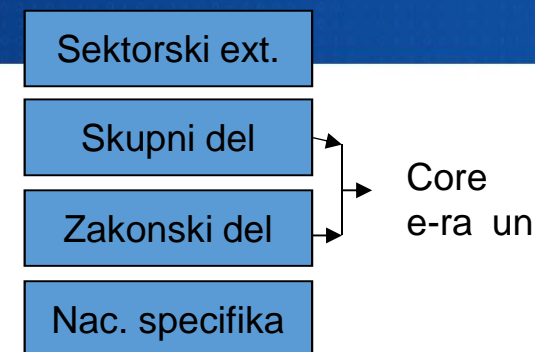 Sektorski ext.
Skupni del
Zakonski del
Nac. specifika
Core
e-ra un